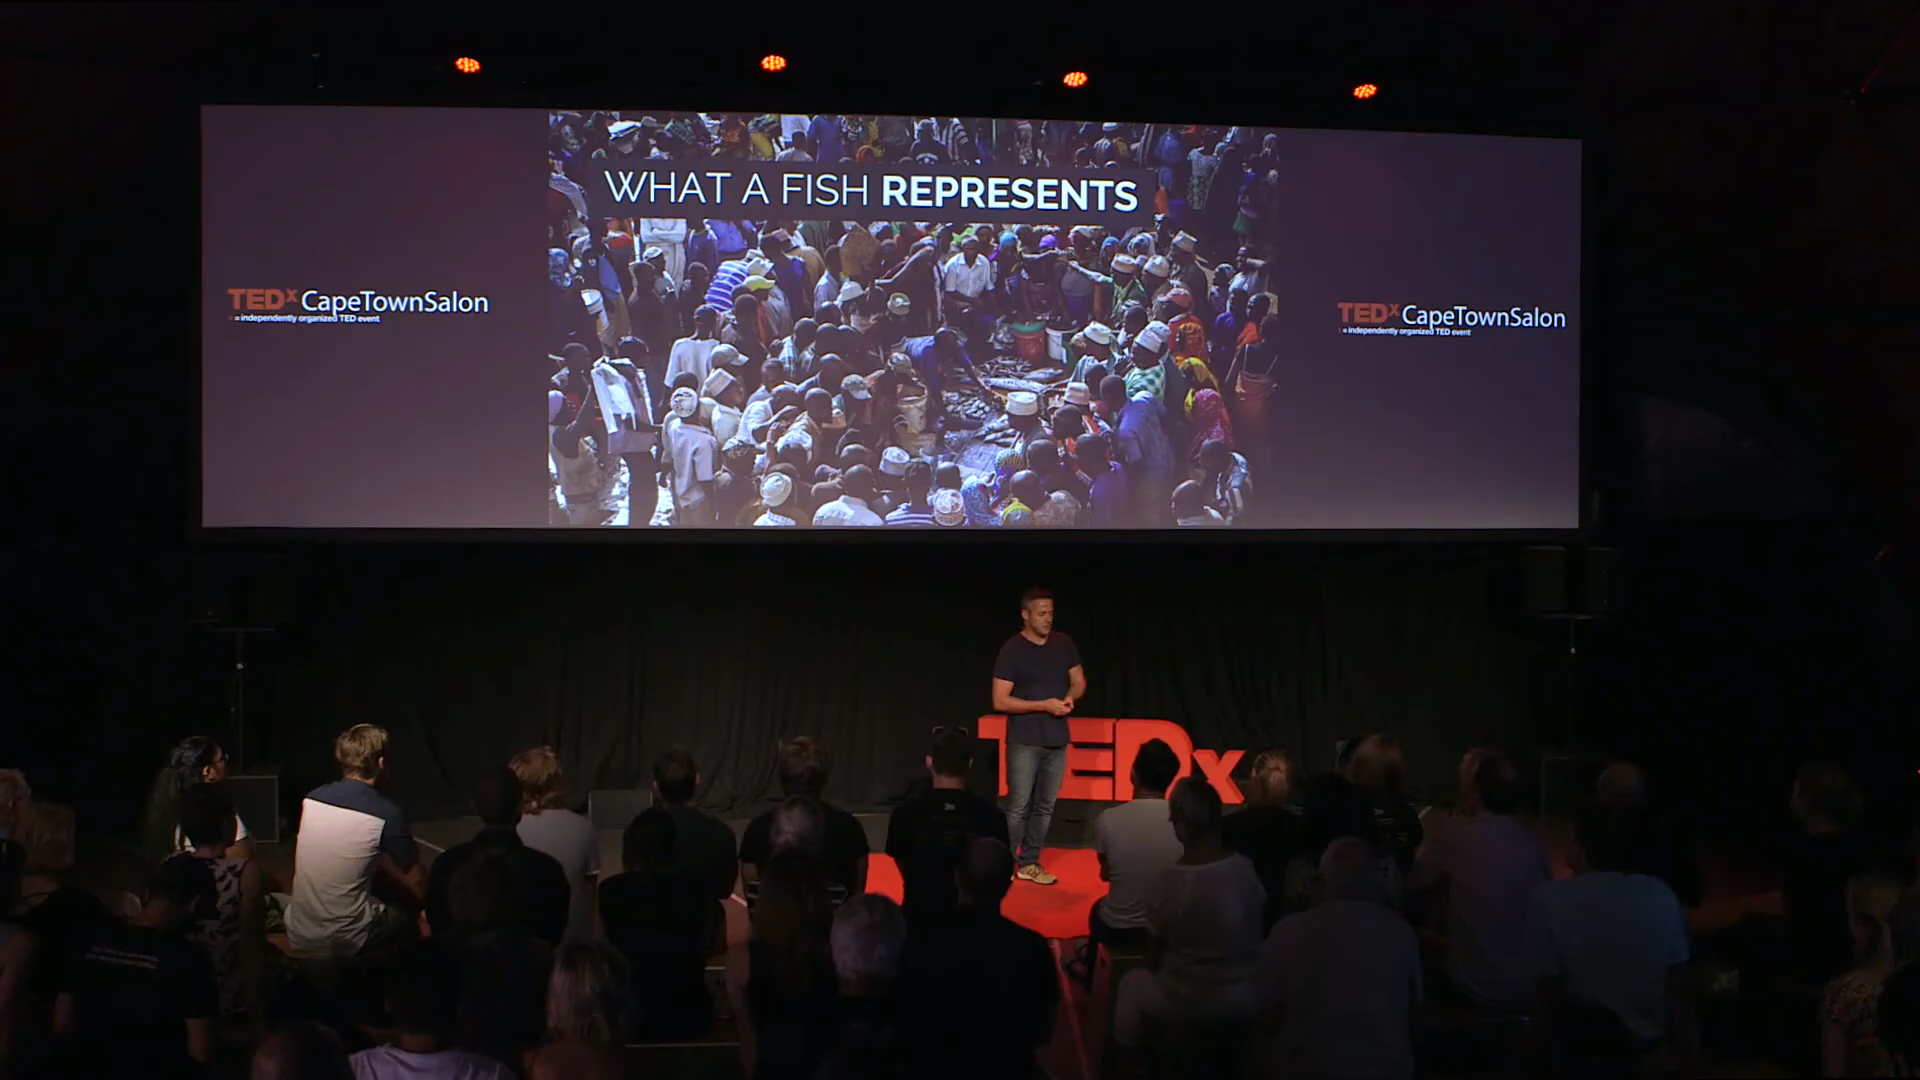 WHAT A FISH REPRESENTS
TEDx CapeTownSalon
x = independently organized TED event
TEDx CapeTownSalon
x = independently organized TED event
TEDx